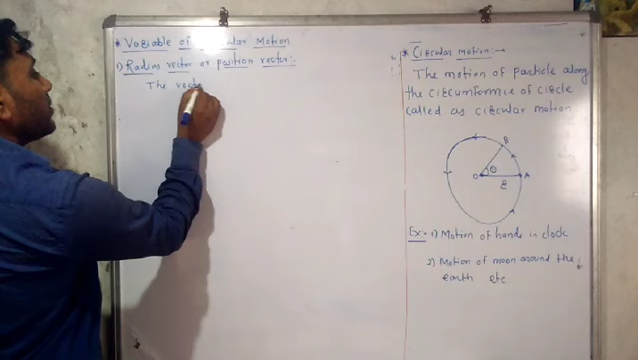 * Variable of Circular Motion
1) Radius vector or position vector:-
The vecto
* Circular motion:-
The motion of particle along
the circumfernce of circle
called as circular motion
B
O
θ
A
r
Ex:- 1) Motion of hands in clock
2) Motion of moon around the
earth etc